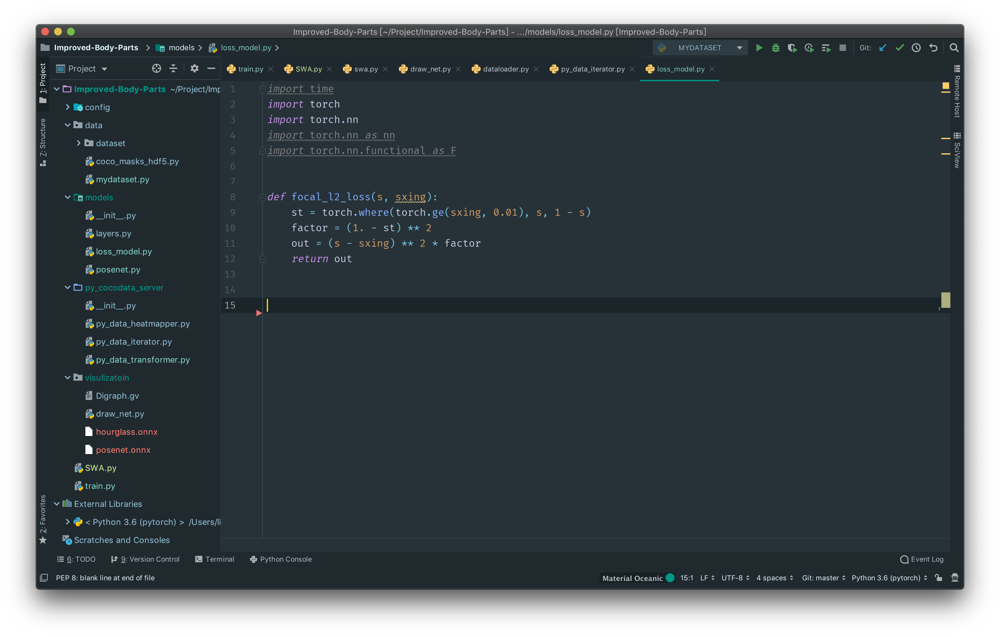 Improved-Body-Parts [~/Project/Improved-Body-Parts] - .../models/loss_model.py [Improved-Body-Parts]
Improved-Body-Parts models loss_model.py MYDATASET Git:
1: Project
7: Structure
2: Favorites
Project
Improved-Body-Parts ~/Project/Imp
config
data
dataset
coco_masks_hdf5.py
mydataset.py
models
__init__.py
layers.py
loss_model.py
posenet.py
py_cocodata_server
__init__.py
py_data_heatmapper.py
py_data_iterator.py
py_data_transformer.py
visulizatoin
Digraph.gv
draw_net.py
hourglass.onnx
posenet.onnx
SWA.py
train.py
External Libraries
< Python 3.6 (pytorch) > /Users/li
Scratches and Consoles
train.py SWA.py swa.py draw_net.py dataloader.py py_data_iterator.py loss_model.py
1 import time
2 import torch
3 import torch.nn
4 import torch.nn as nn
5 import torch.nn.functional as F
6
7
8 def focal_l2_loss(s, sxing):
9     st = torch.where(torch.ge(sxing, 0.01), s, 1 - s)
10     factor = (1. - st) ** 2
11     out = (s - sxing) ** 2 * factor
12     return out
13
14
15
Remote Host
SciView
6: TODO 9: Version Control Terminal Python Console Event Log
PEP 8: blank line at end of file Material Oceanic 15:1 LF UTF-8 4 spaces Git: master Python 3.6 (pytorch)